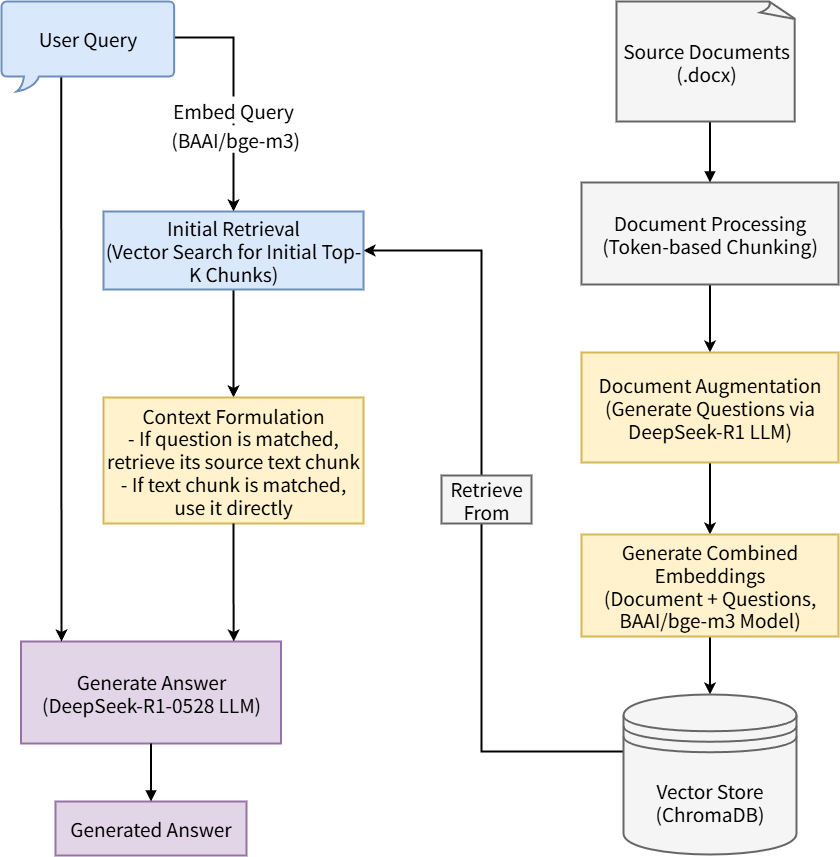 User Query
Embed Query
(BAAI/bge-m3)
Initial Retrieval
(Vector Search for Initial Top-
K Chunks)
Context Formulation
- If question is matched,
retrieve its source text chunk
- If text chunk is matched,
use it directly
Generate Answer
(DeepSeek-R1-0528 LLM)
Generated Answer
Retrieve
From
Source Documents
(.docx)
Document Processing
(Token-based Chunking)
Document Augmentation
(Generate Questions via
DeepSeek-R1 LLM)
Generate Combined
Embeddings
(Document + Questions,
BAAI/bge-m3 Model)
Vector Store
(ChromaDB)